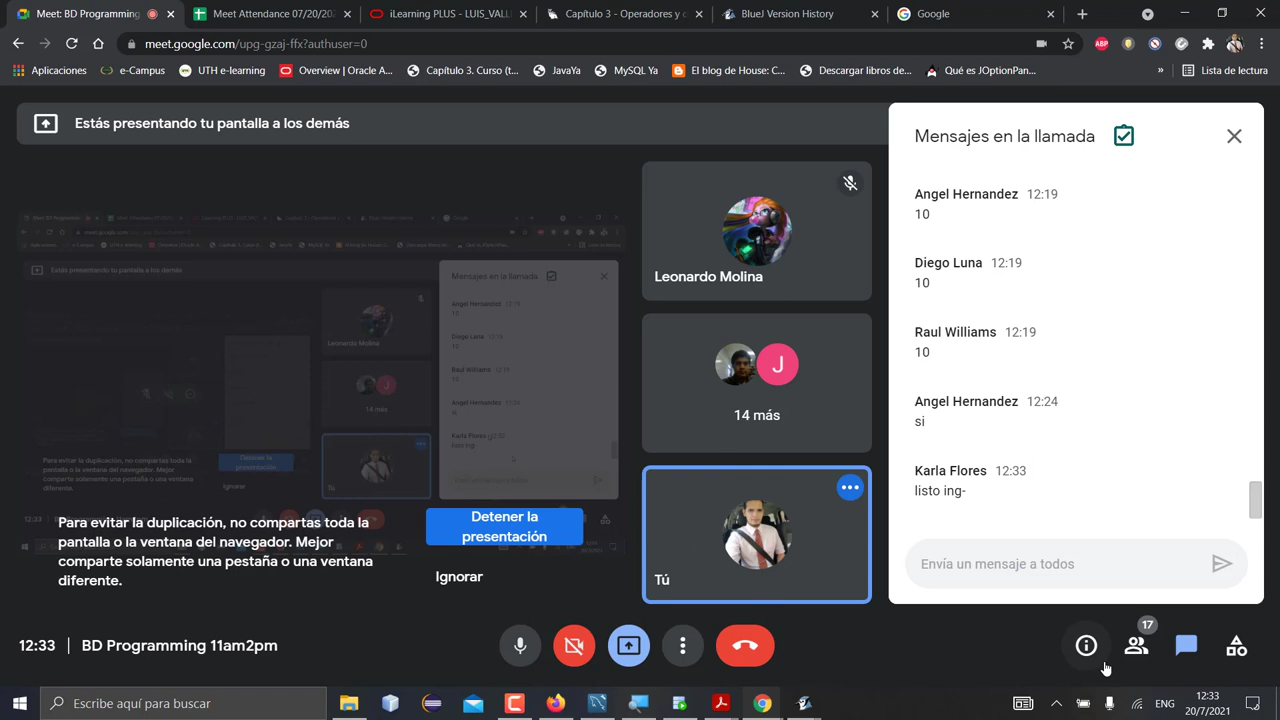 Meet: BD Programming
Meet Attendance 07/20/202
iLearning PLUS - LUIS_VALL
Capítulo 3 - Operadores y c
BlueJ Version History
Google
meet.google.com/upg-gzaj-ffx?authuser=0
ABP
Aplicaciones
e-Campus
UTH e-learning
Overview | Oracle A...
Capítulo 3. Curso (t...
JavaYa
MySQL Ya
El blog de House: C...
Descargar libros de...
Qué es JOptionPan...
»
Lista de lectura
Estás presentando tu pantalla a los demás
Mensajes en la llamada
Angel Hernandez 12:19
10
Diego Luna 12:19
10
Raul Williams 12:19
10
Angel Hernandez 12:24
si
Karla Flores 12:33
listo ing-
Envía un mensaje a todos
Leonardo Molina
J
14 más
Tú
Para evitar la duplicación, no compartas toda la
pantalla o la ventana del navegador. Mejor
comparte solamente una pestaña o una ventana
diferente.
Detener la
presentación
Ignorar
12:33 | BD Programming 11am2pm
17
Escribe aquí para buscar
ENG
12:33
20/7/2021